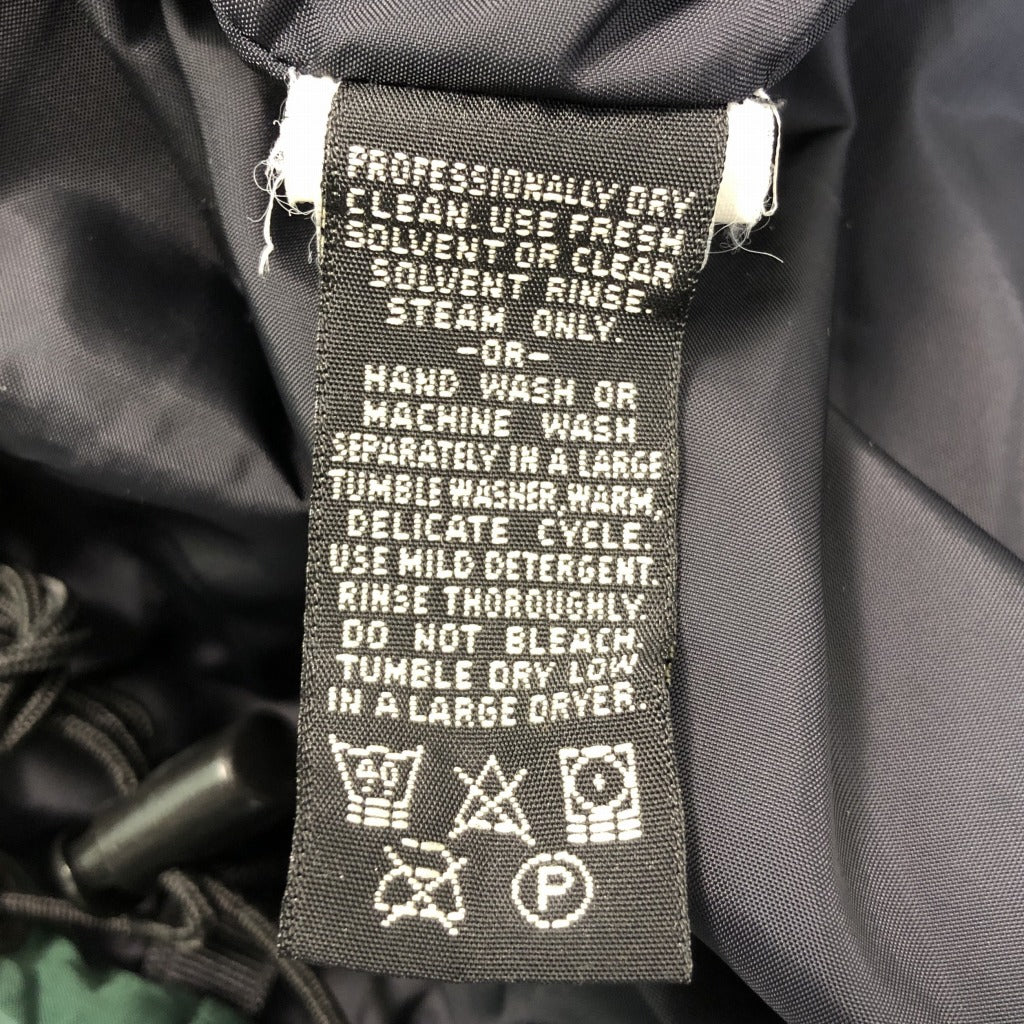 PROFESSIONALLY DRY
CLEAN. USE FRESH
SOLVENT OR CLEAR
SOLVENT RINSE.
STEAM ONLY.
-OR-
HAND WASH OR
MACHINE WASH
SEPARATELY IN A LARGE
TUMBLE WASHER, WARM,
DELICATE CYCLE.
USE MILD DETERGENT.
RINSE THOROUGHLY.
DO NOT BLEACH.
TUMBLE DRY LOW
IN A LARGE DRYER.
40
P